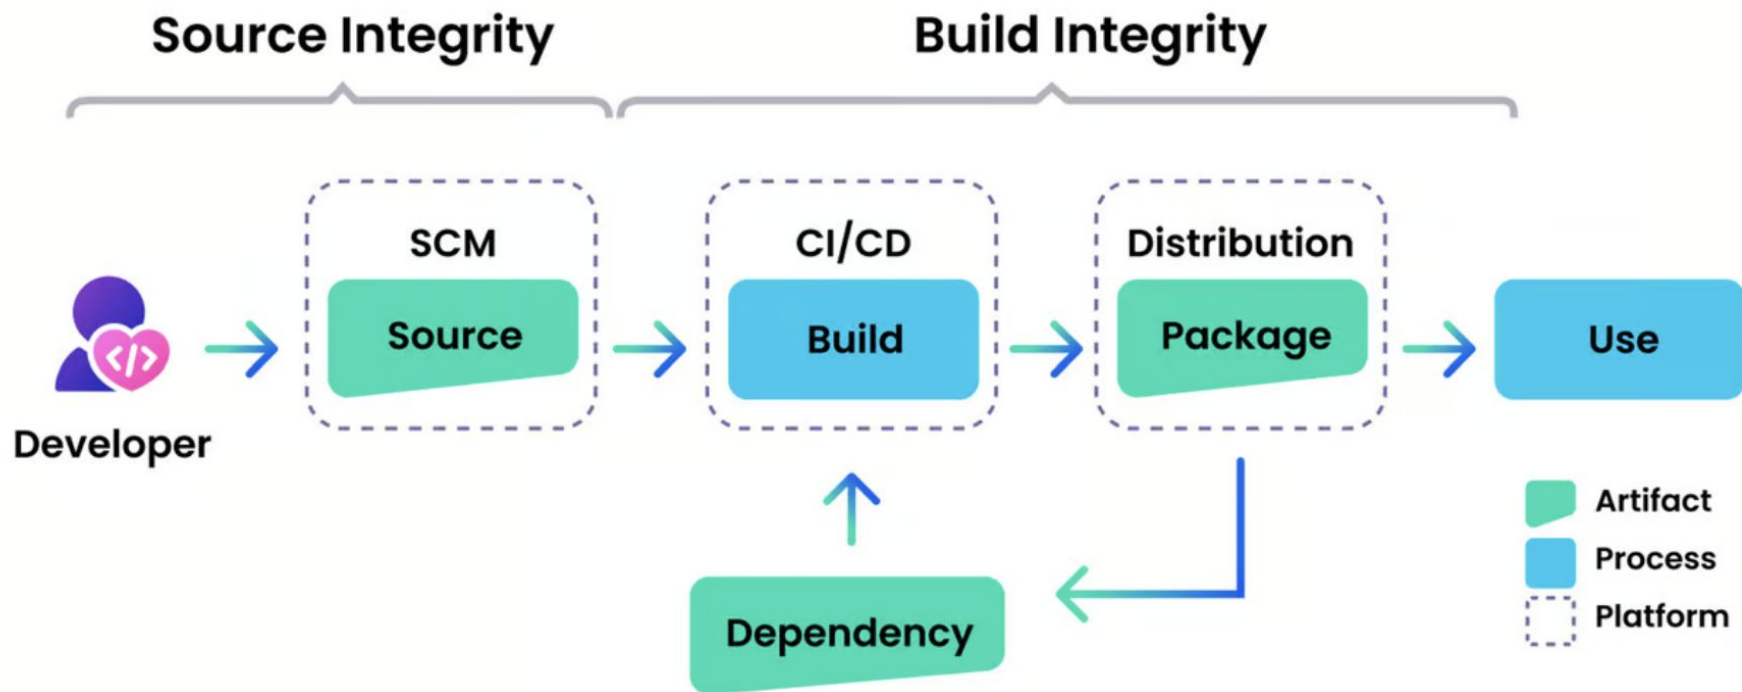 Source Integrity
Build Integrity
SCM
CI/CD
Distribution
Source
Build
Package
Use
</>
Developer
Artifact
Process
Platform
Dependency